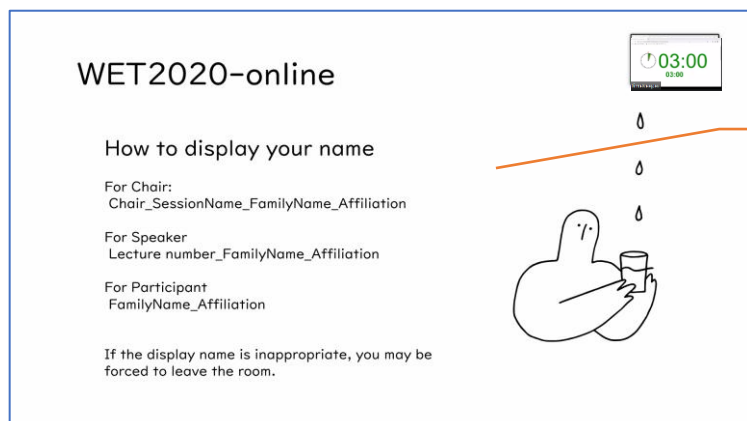 WET2020-online
03:00
03:00
How to display your name
For Chair:
Chair_SessionName_FamilyName_Affiliation
For Speaker
Lecture number_FamilyName_Affiliation
For Participant
FamilyName_Affiliation
If the display name is inappropriate, you may be
forced to leave the room.